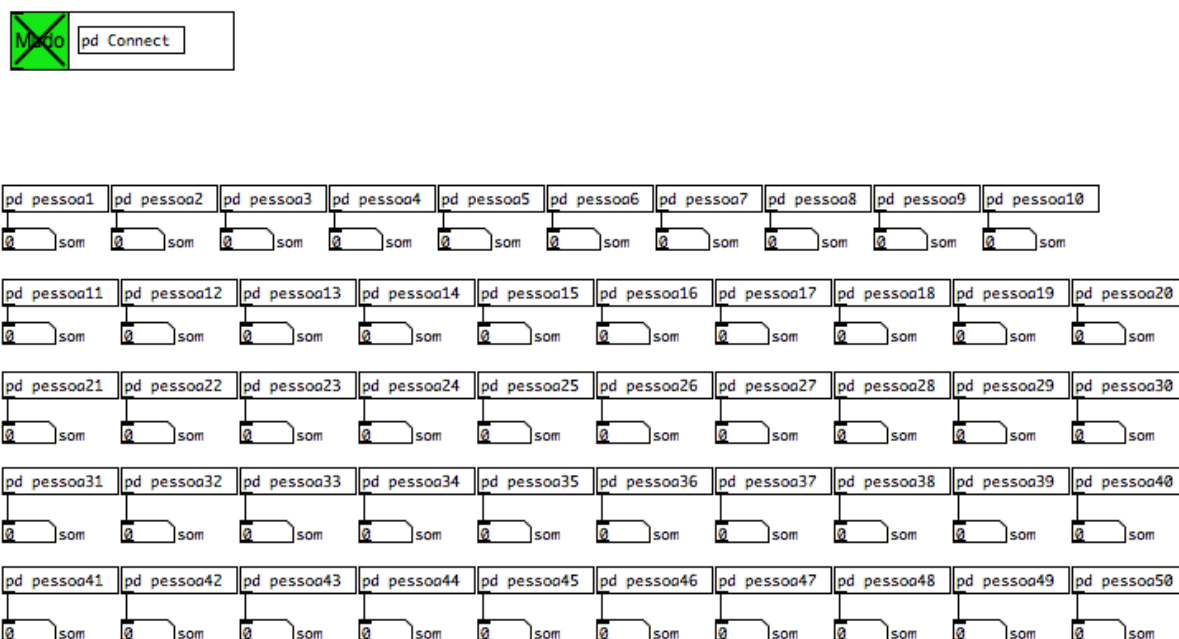 Mudo pd Connect
pd pessoa1 pd pessoa2 pd pessoa3 pd pessoa4 pd pessoa5 pd pessoa6 pd pessoa7 pd pessoa8 pd pessoa9 pd pessoa10
0 som 0 som 0 som 0 som 0 som 0 som 0 som 0 som 0 som 0 som
pd pessoa11 pd pessoa12 pd pessoa13 pd pessoa14 pd pessoa15 pd pessoa16 pd pessoa17 pd pessoa18 pd pessoa19 pd pessoa20
0 som 0 som 0 som 0 som 0 som 0 som 0 som 0 som 0 som 0 som
pd pessoa21 pd pessoa22 pd pessoa23 pd pessoa24 pd pessoa25 pd pessoa26 pd pessoa27 pd pessoa28 pd pessoa29 pd pessoa30
0 som 0 som 0 som 0 som 0 som 0 som 0 som 0 som 0 som 0 som
pd pessoa31 pd pessoa32 pd pessoa33 pd pessoa34 pd pessoa35 pd pessoa36 pd pessoa37 pd pessoa38 pd pessoa39 pd pessoa40
0 som 0 som 0 som 0 som 0 som 0 som 0 som 0 som 0 som 0 som
pd pessoa41 pd pessoa42 pd pessoa43 pd pessoa44 pd pessoa45 pd pessoa46 pd pessoa47 pd pessoa48 pd pessoa49 pd pessoa50
0 som 0 som 0 som 0 som 0 som 0 som 0 som 0 som 0 som 0 som